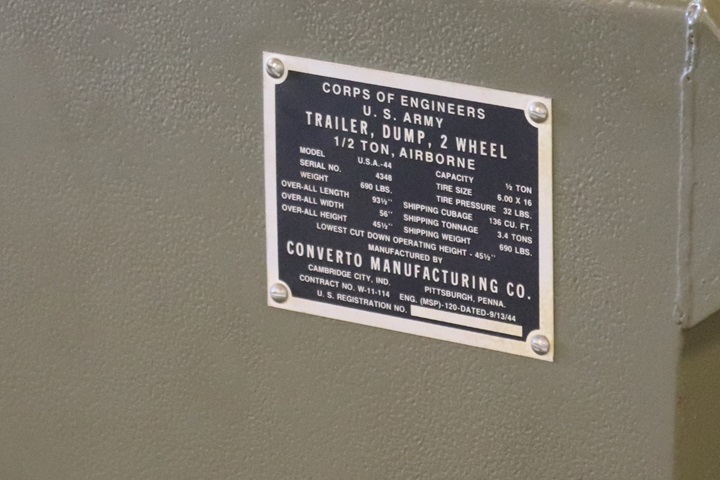 CORPS OF ENGINEERS
U. S. ARMY
TRAILER, DUMP, 2 WHEEL
1/2 TON, AIRBORNE
MODEL U.S.A.-44 CAPACITY ½ TON
SERIAL NO. 4348 TIRE SIZE 6.00 X 16
WEIGHT 690 LBS. TIRE PRESSURE 32 LBS.
OVER-ALL LENGTH 93½" SHIPPING CUBAGE 136 CU. FT.
OVER-ALL WIDTH 56" SHIPPING TONNAGE 3.4 TONS
OVER-ALL HEIGHT 45½" SHIPPING WEIGHT 690 LBS.
LOWEST CUT DOWN OPERATING HEIGHT - 45½"
MANUFACTURED BY
CONVERTO MANUFACTURING CO.
CAMBRIDGE CITY, IND. PITTSBURGH, PENNA.
CONTRACT NO. W-11-114 ENG. (MSP)-120-DATED-9/13/44
U. S. REGISTRATION NO.